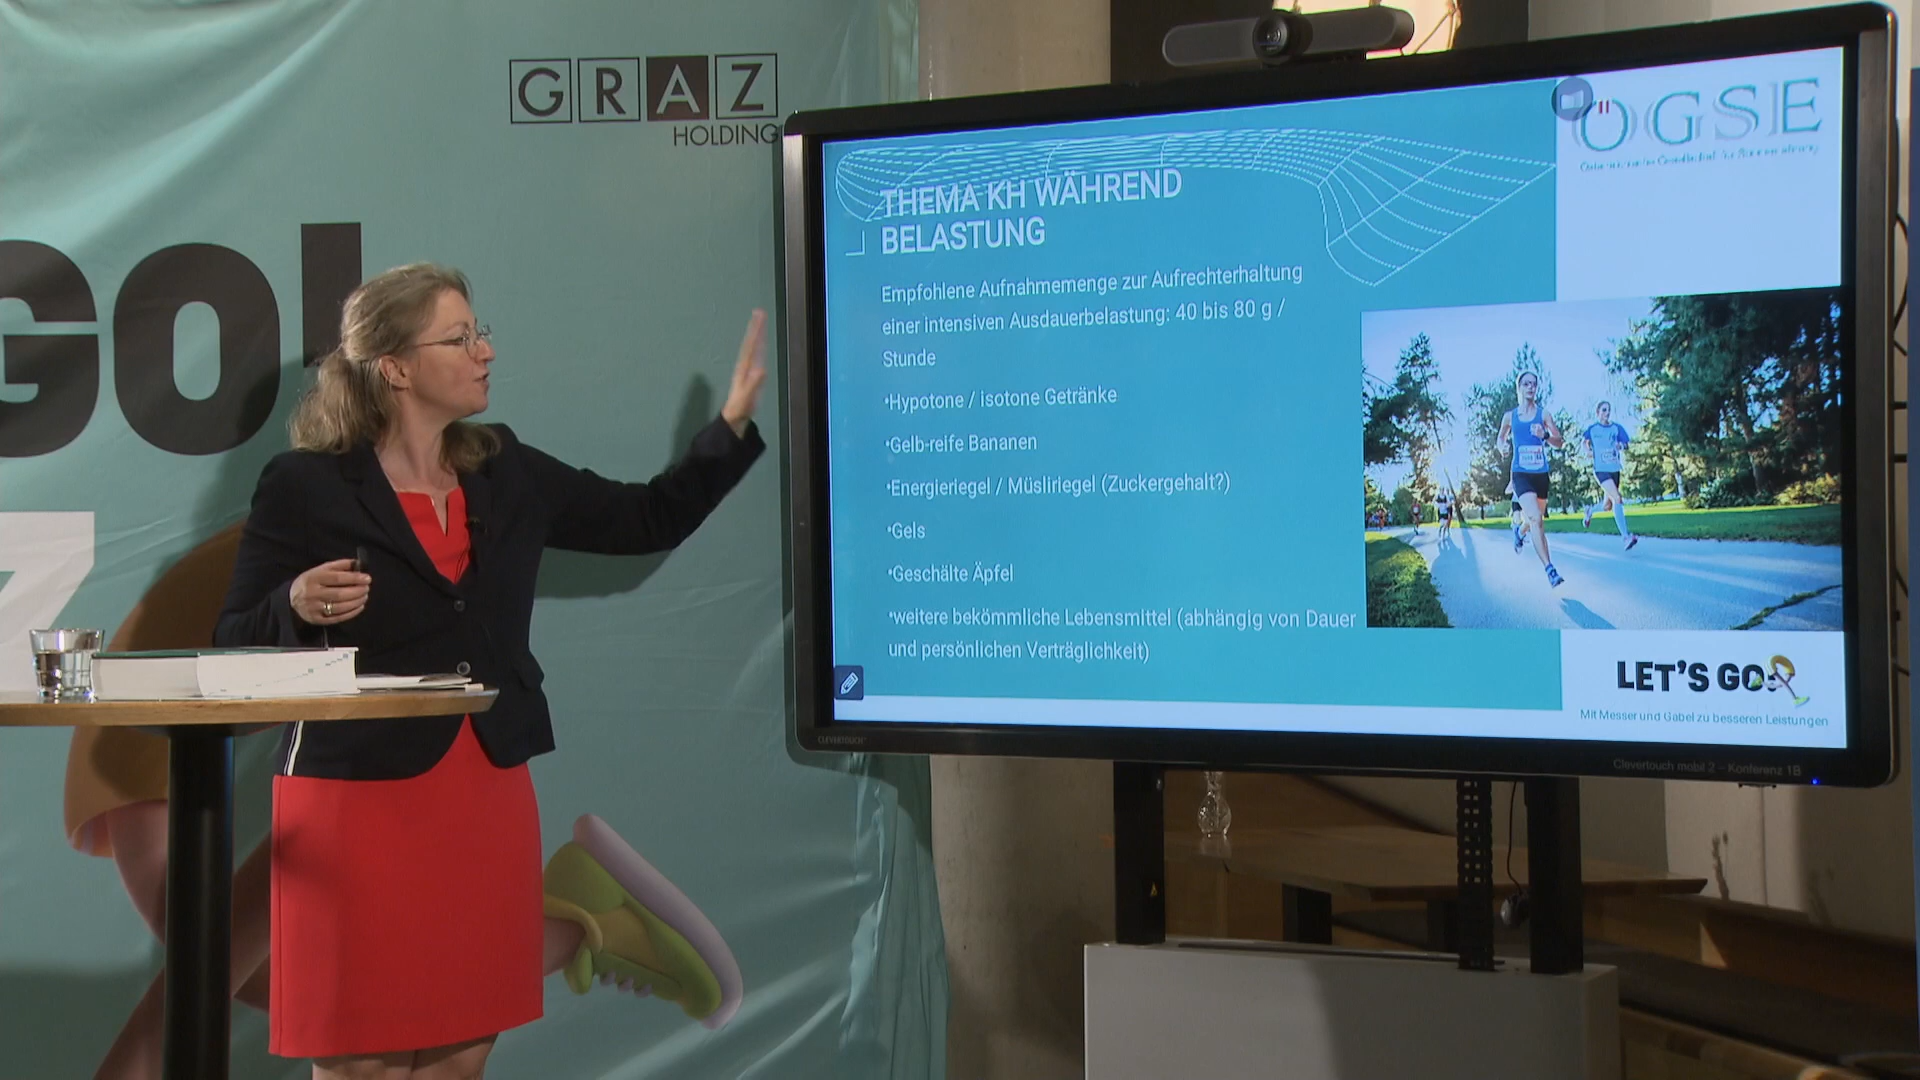 GRAZ
HOLDING
GO!
Z
ÖGSE
THEMA KH WÄHREND
BELASTUNG
Empfohlene Aufnahmemenge zur Aufrechterhaltung
einer intensiven Ausdauerbelastung: 40 bis 80 g /
Stunde
•Hypotone / isotone Getränke
•Gelb-reife Bananen
•Energieriegel / Müsliriegel (Zuckergehalt?)
•Gels
•Geschälte Äpfel
•weitere bekömmliche Lebensmittel (abhängig von Dauer
und persönlichen Verträglichkeit)
LET'S GO!
Mit Messer und Gabel zu besseren Leistungen
CLEVERTOUCH
Clevertouch mobil 2 – Konferenz 1B